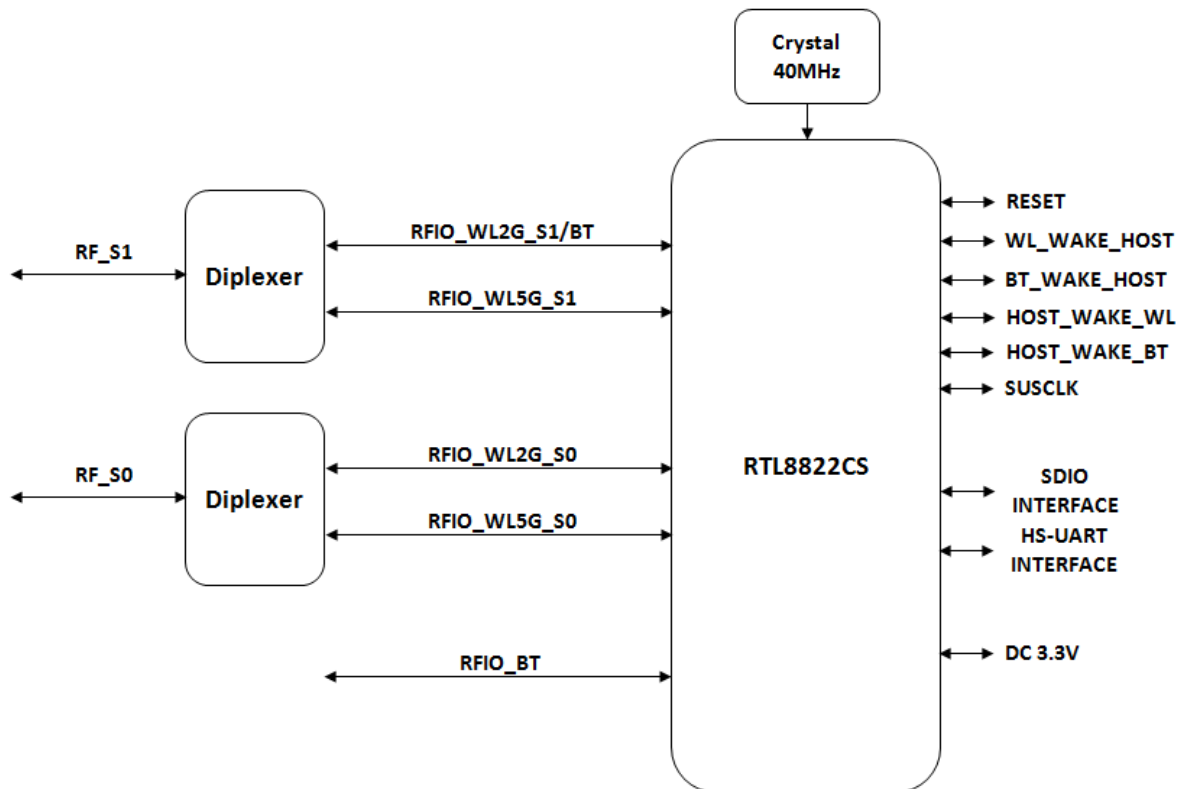 Crystal
40MHz
RF_S1
Diplexer
RFIO_WL2G_S1/BT
RFIO_WL5G_S1
RF_S0
Diplexer
RFIO_WL2G_S0
RFIO_WL5G_S0
RFIO_BT
RTL8822CS
RESET
WL_WAKE_HOST
BT_WAKE_HOST
HOST_WAKE_WL
HOST_WAKE_BT
SUSCLK
SDIO
INTERFACE
HS-UART
INTERFACE
DC 3.3V